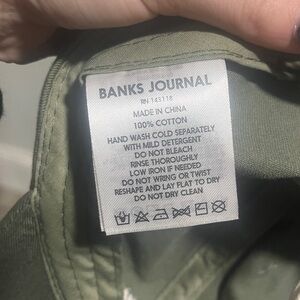 BANKS JOURNAL
RN 143118
MADE IN CHINA
100% COTTON
HAND WASH COLD SEPARATELY
WITH MILD DETERGENT
DO NOT BLEACH
RINSE THOROUGHLY
LOW IRON IF NEEDED
DO NOT WRING OR TWIST
RESHAPE AND LAY FLAT TO DRY
DO NOT DRY CLEAN